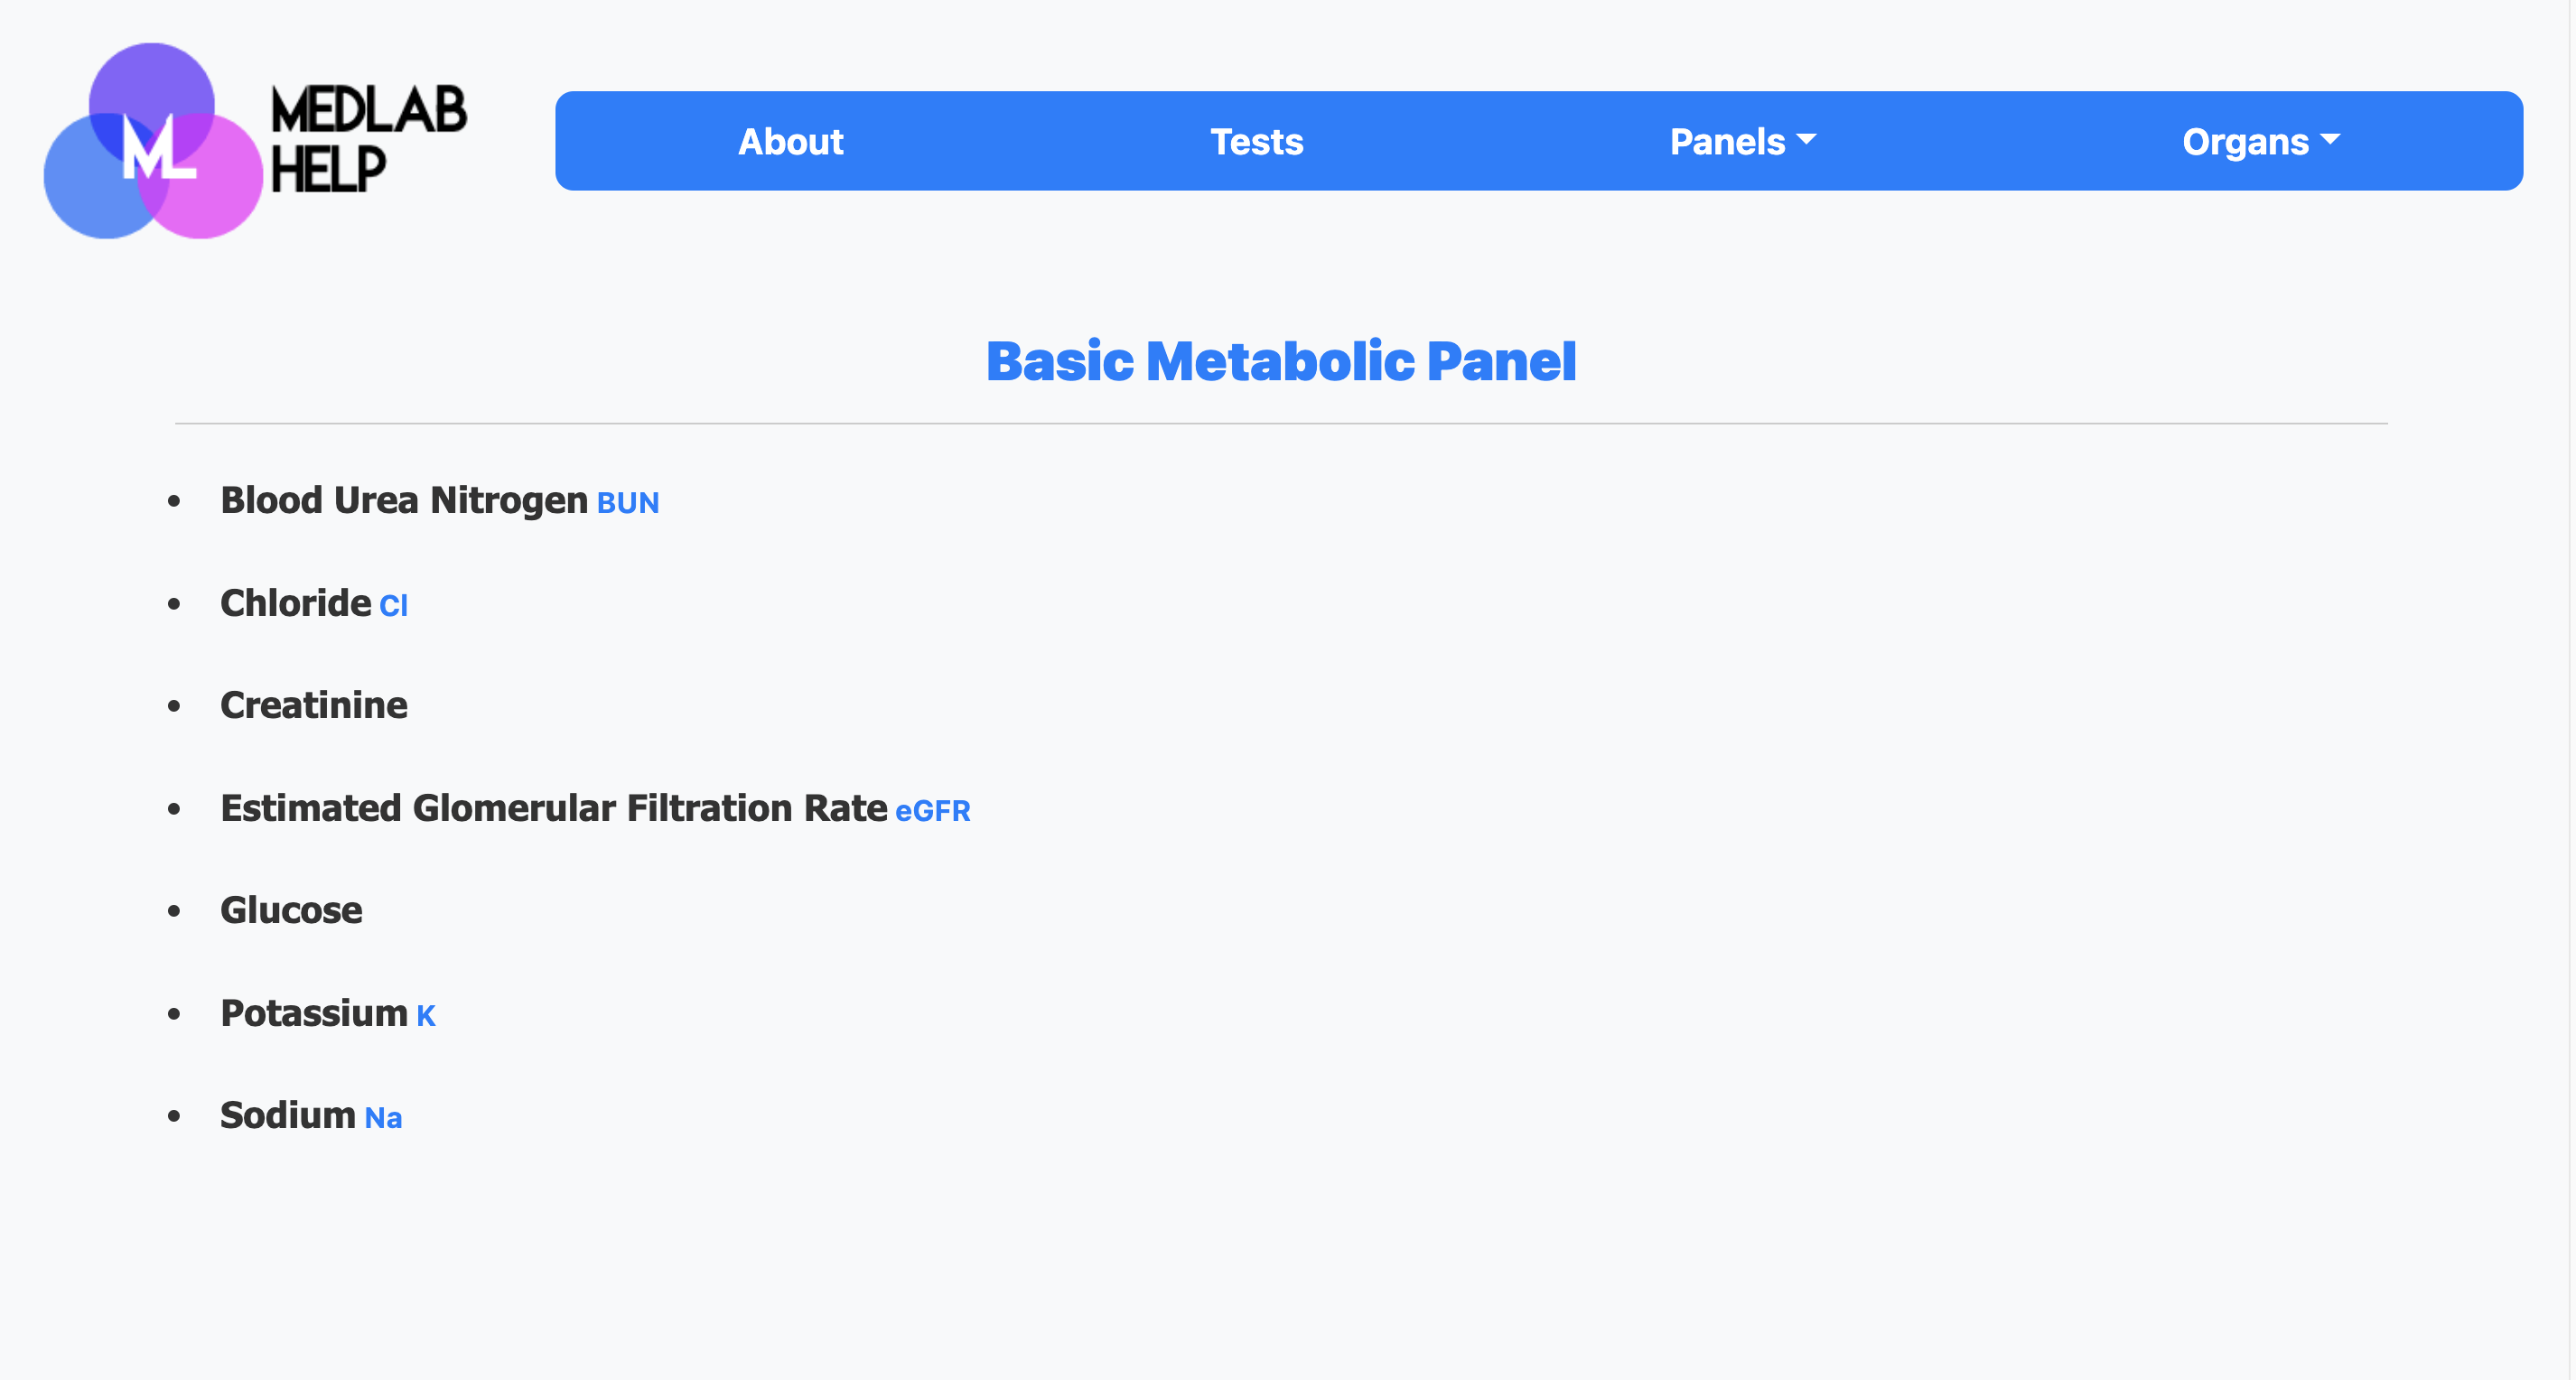 ML
MEDLAB
HELP
About Tests Panels Organs
Basic Metabolic Panel
Blood Urea Nitrogen BUN
Chloride Cl
Creatinine
Estimated Glomerular Filtration Rate eGFR
Glucose
Potassium K
Sodium Na